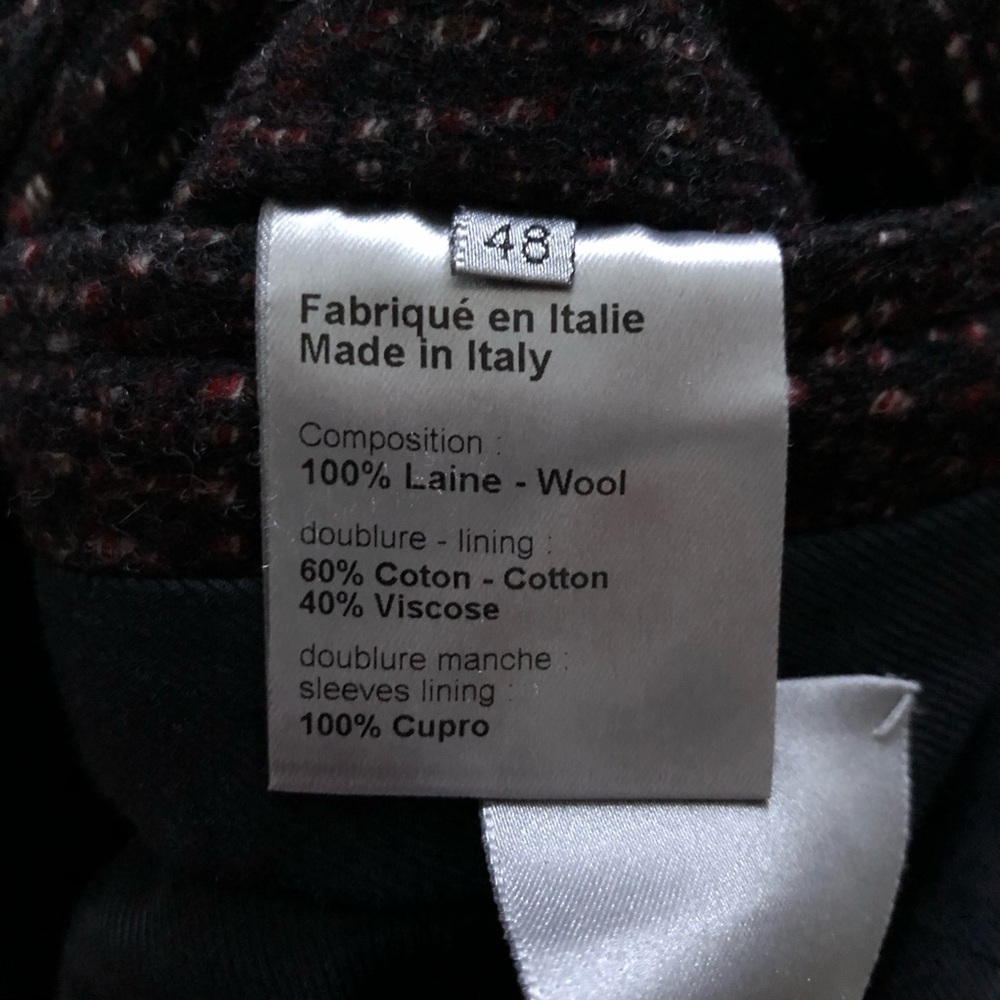 48
Fabriqué en Italie
Made in Italy
Composition :
100% Laine - Wool
doublure - lining :
60% Coton - Cotton
40% Viscose
doublure manche :
sleeves lining :
100% Cupro